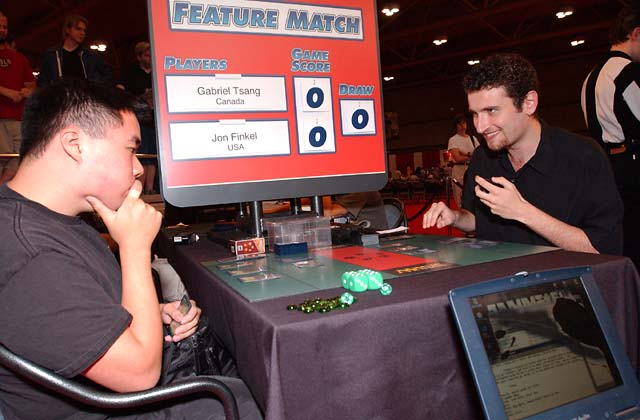 FEATURE MATCH
PLAYERS
GAME
SCORE
DRAW
Gabriel Tsang
Canada
0
Jon Finkel
USA
0
0